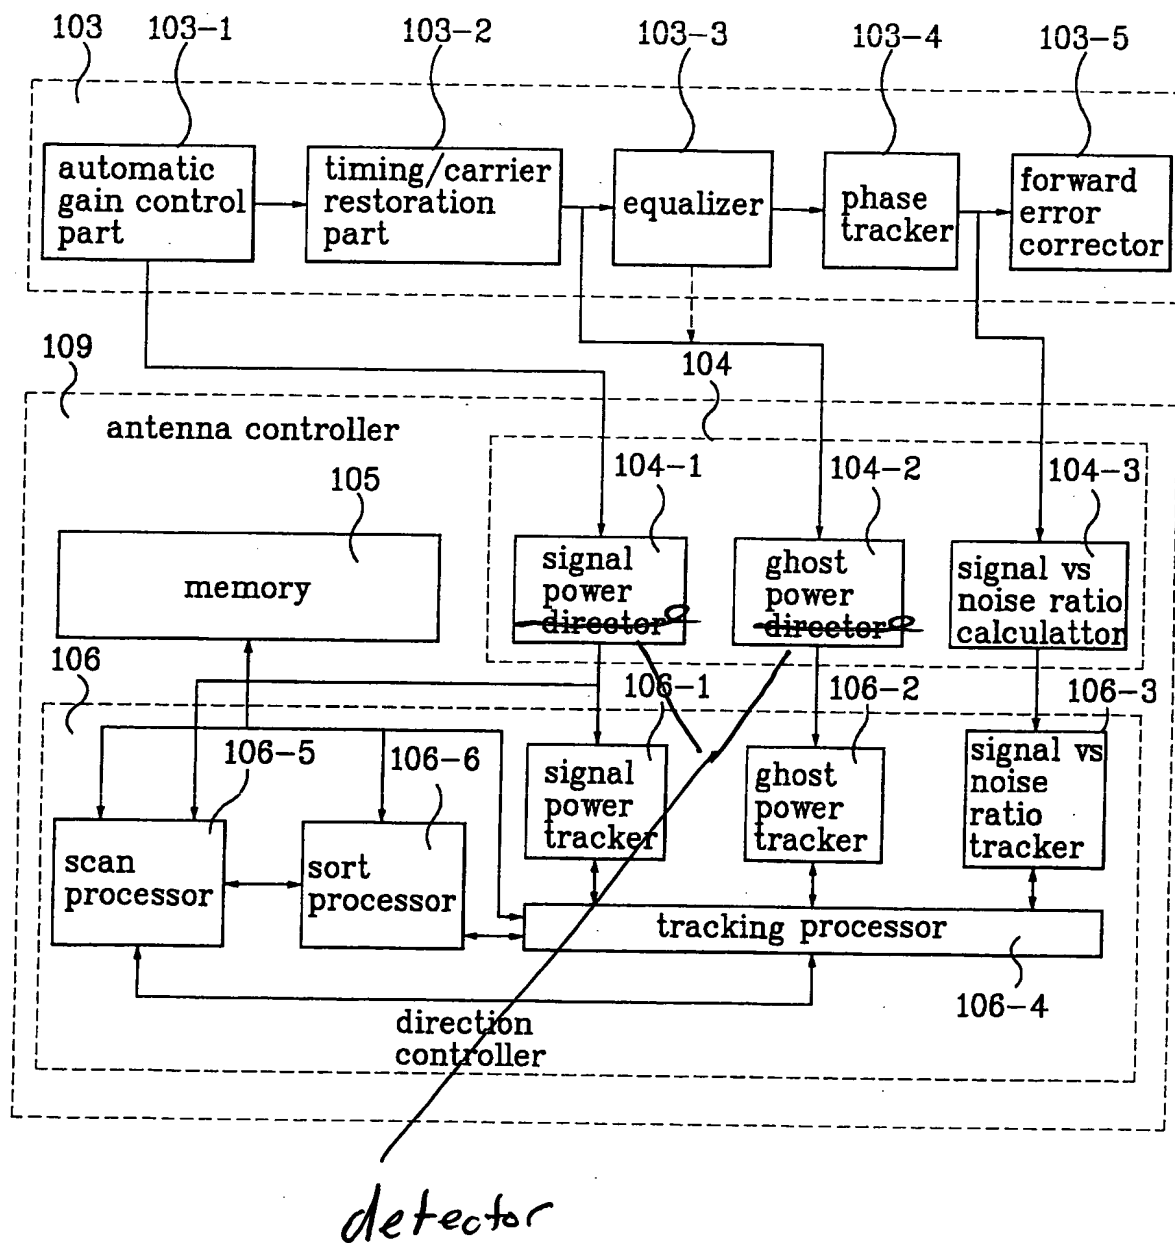 103 103-1 103-2 103-3 103-4 103-5
automatic
gain control
part
timing/carrier
restoration
part
equalizer
phase
tracker
forward
error
corrector
109
104
antenna controller
105
104-1
104-2
104-3
memory
signal
power
director
ghost
power
director
signal vs
noise ratio
calculattor
106
106-5
106-6
106-1
106-2
106-3
scan
processor
sort
processor
signal
power
tracker
ghost
power
tracker
signal vs
noise
ratio
tracker
tracking processor
106-4
direction
controller
detector